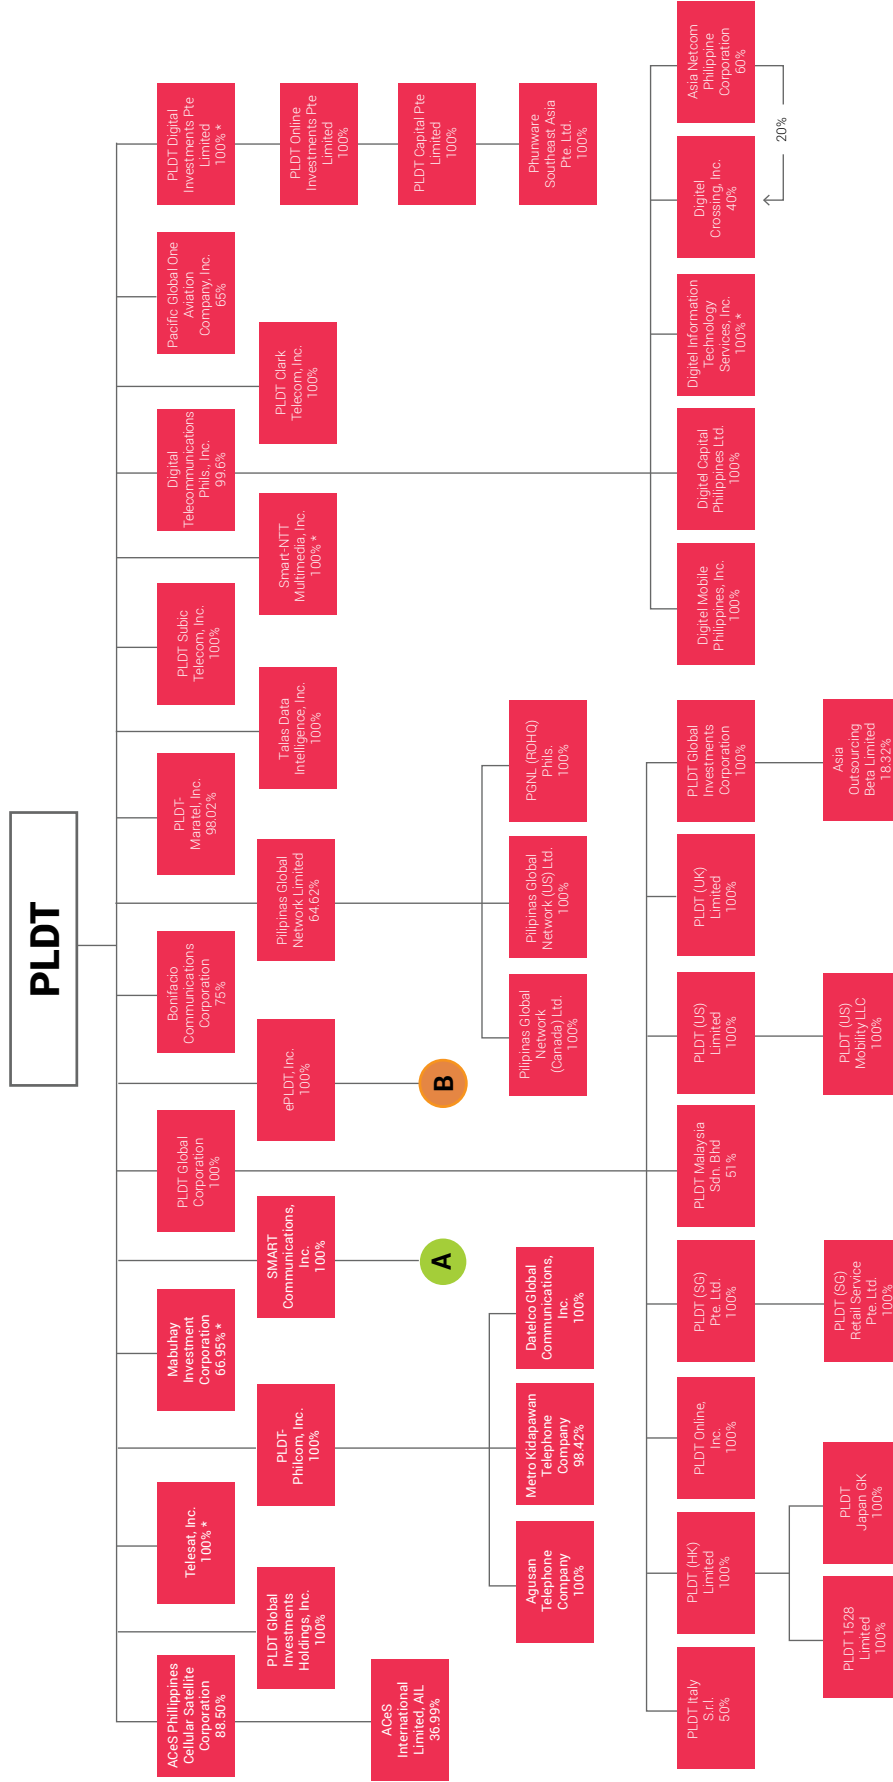 PLDT
ACeS Phillippines
Cellular Satellite
Corporation
88.50%
Telesat, Inc.
100% *
Mabuhay
Investment
Corporation
66.95% *
PLDT Global
Corporation
100%
Bonifacio
Communications
Corporation
75%
PLDT-
Maratel, Inc.
98.02%
PLDT Subic
Telecom, Inc.
100%
Digital
Telecommunications
Phils., Inc.
99.6%
Pacific Global One
Aviation
Company, Inc.
65%
PLDT Digital
Investments Pte
Limited
100% *
PLDT Global
Investments
Holdings, Inc.
100%
PLDT-
Philcom, Inc.
100%
SMART
Communications,
Inc.
100%
ePLDT, Inc.
100%
Pilipinas Global
Network Limited
64.62%
Talas Data
Intelligence, Inc.
100%
Smart-NTT
Multimedia, Inc.
100% *
PLDT Clark
Telecom, Inc.
100%
PLDT Online
Investments Pte
Limited
100%
ACeS
International
Limited, AIL
36.99%
A
B
PLDT Capital Pte
Limited
100%
Agusan
Telephone
Company
100%
Metro Kidapawan
Telephone
Company
98.42%
Datelco Global
Communications,
Inc.
100%
Pilipinas Global
Network
(Canada) Ltd.
100%
Pilipinas Global
Network (US) Ltd.
100%
PGNL (ROHQ)
Phils.
100%
Phunware
Southeast Asia
Pte. Ltd.
100%
PLDT Italy
S.r.l.
50%
PLDT (HK)
Limited
100%
PLDT Online,
Inc.
100%
PLDT (SG)
Pte. Ltd.
100%
PLDT Malaysia
Sdn. Bhd
51%
PLDT (US)
Limited
100%
PLDT (UK)
Limited
100%
PLDT Global
Investments
Corporation
100%
Digitel Mobile
Philippines, Inc.
100%
Digitel Capital
Philippines Ltd.
100%
Digitel Information
Technology
Services, Inc.
100% *
Digitel
Crossing, Inc.
40%
Asia Netcom
Philippine
Corporation
60%
20%
PLDT 1528
Limited
100%
PLDT
Japan GK
100%
PLDT (SG)
Retail Service
Pte. Ltd.
100%
PLDT (US)
Mobility LLC
100%
Asia
Outsourcing
Beta Limited
18.32%